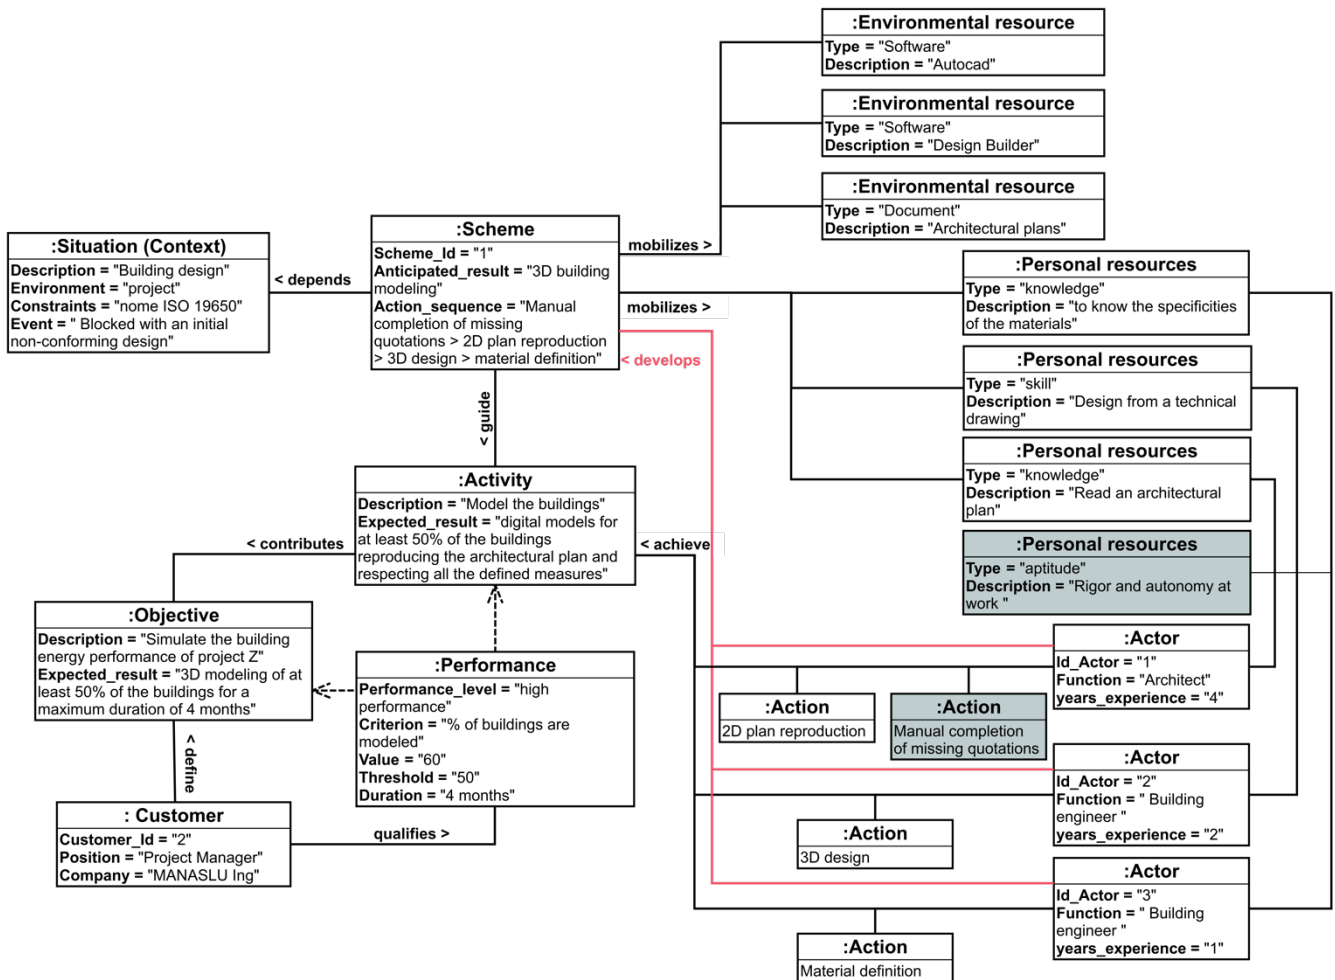 :Environmental resource
Type = "Software"
Description = "Autocad"
:Environmental resource
Type = "Software"
Description = "Design Builder"
:Environmental resource
Type = "Document"
Description = "Architectural plans"
:Situation (Context)
Description = "Building design"
Environment = "project"
Constraints = "nome ISO 19650"
Event = " Blocked with an initial
non-conforming design"
< depends
:Scheme
Scheme_Id = "1"
Anticipated_result = "3D building
modeling"
Action_sequence = "Manual
completion of missing
quotations > 2D plan reproduction
> 3D design > material definition"
mobilizes >
mobilizes >
< develops
:Personal resources
Type = "knowledge"
Description = "to know the specificities
of the materials"
:Personal resources
Type = "skill"
Description = "Design from a technical
drawing"
:Personal resources
Type = "knowledge"
Description = "Read an architectural
plan"
:Personal resources
Type = "aptitude"
Description = "Rigor and autonomy at
work "
< guide
:Activity
Description = "Model the buildings"
Expected_result = "digital models for
at least 50% of the buildings
reproducing the architectural plan and
respecting all the defined measures"
< contributes
< achieve
:Objective
Description = "Simulate the building
energy performance of project Z"
Expected_result = "3D modeling of at
least 50% of the buildings for a
maximum duration of 4 months"
:Performance
Performance_level = "high
performance"
Criterion = "% of buildings are
modeled"
Value = "60"
Threshold = "50"
Duration = "4 months"
< define
: Customer
Customer_Id = "2"
Position = "Project Manager"
Company = "MANASLU Ing"
qualifies >
:Actor
Id_Actor = "1"
Function = "Architect"
years_experience = "4"
:Action
2D plan reproduction
:Action
Manual completion
of missing quotations
:Actor
Id_Actor = "2"
Function = " Building
engineer "
years_experience = "2"
:Action
3D design
:Actor
Id_Actor = "3"
Function = " Building
engineer "
years_experience = "1"
:Action
Material definition